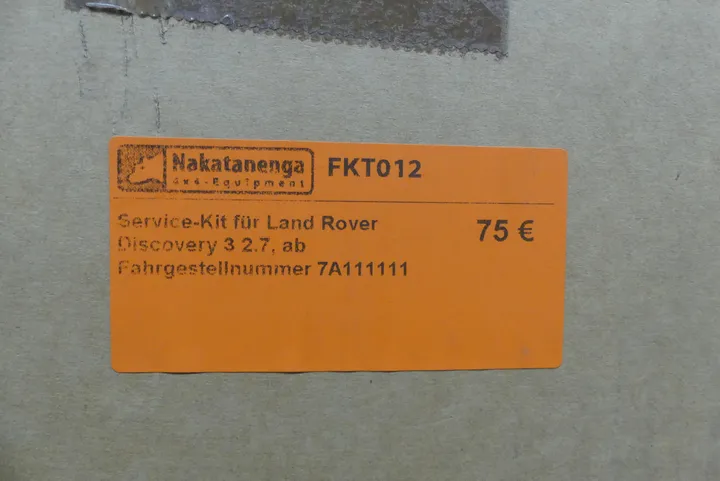 Nakatanenga
4x4-Equipment
FKT012
Service-Kit für Land Rover
Discovery 3 2.7, ab
Fahrgestellnummer 7A111111
75 €